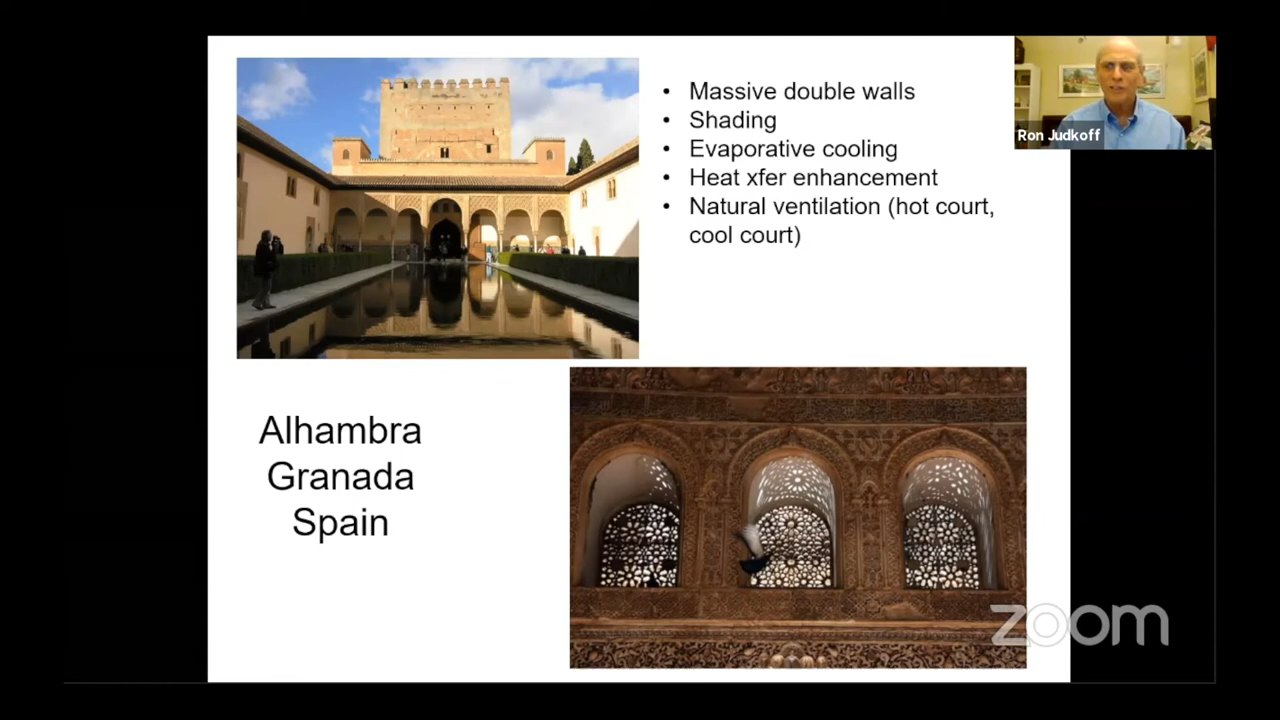 • Massive double walls
• Shading
• Evaporative cooling
• Heat xfer enhancement
• Natural ventilation (hot court,
cool court)
Ron Judkoff
Alhambra
Granada
Spain
zoom